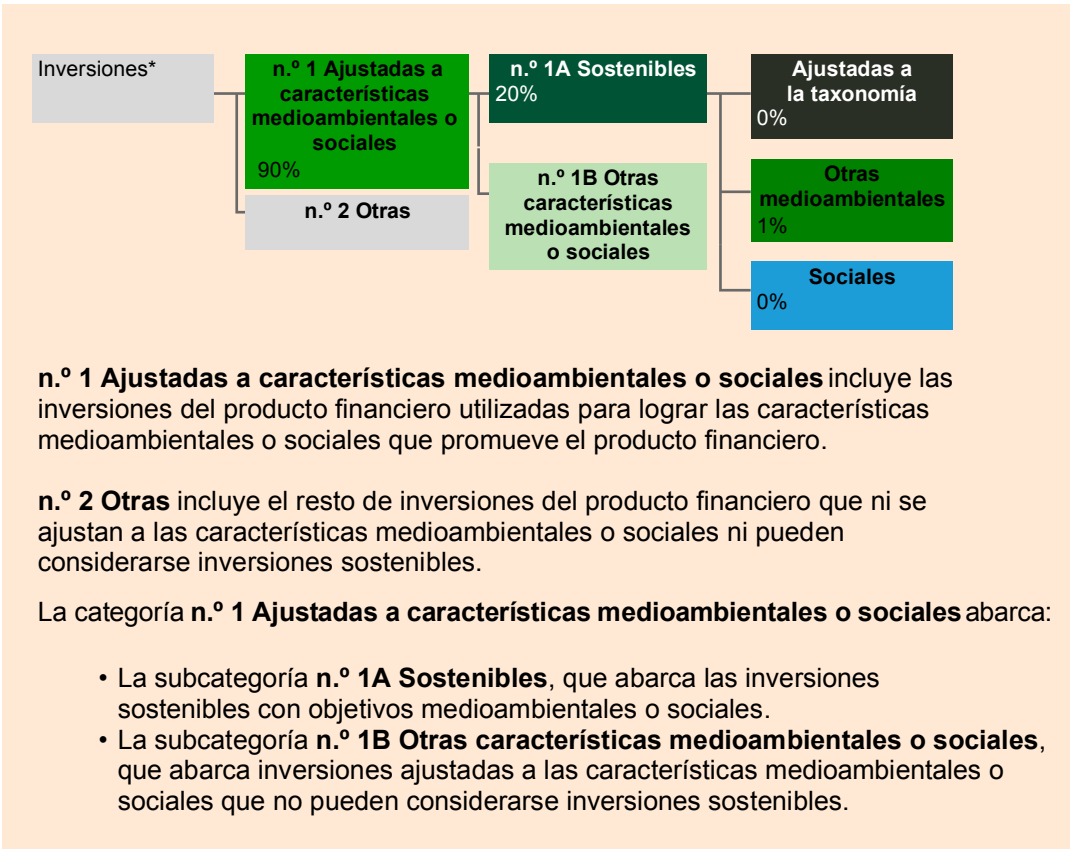 Inversiones*
n.º 1 Ajustadas a
características
medioambientales o
sociales
90%
n.º 2 Otras
n.º 1A Sostenibles
20%
n.º 1B Otras
características
medioambientales
o sociales
Ajustadas a
la taxonomía
0%
Otras
medioambientales
1%
Sociales
0%
n.º 1 Ajustadas a características medioambientales o sociales incluye las
inversiones del producto financiero utilizadas para lograr las características
medioambientales o sociales que promueve el producto financiero.
n.º 2 Otras incluye el resto de inversiones del producto financiero que ni se
ajustan a las características medioambientales o sociales ni pueden
considerarse inversiones sostenibles.
La categoría n.º 1 Ajustadas a características medioambientales o sociales abarca:
• La subcategoría n.º 1A Sostenibles, que abarca las inversiones
sostenibles con objetivos medioambientales o sociales.
• La subcategoría n.º 1B Otras características medioambientales o sociales,
que abarca inversiones ajustadas a las características medioambientales o
sociales que no pueden considerarse inversiones sostenibles.